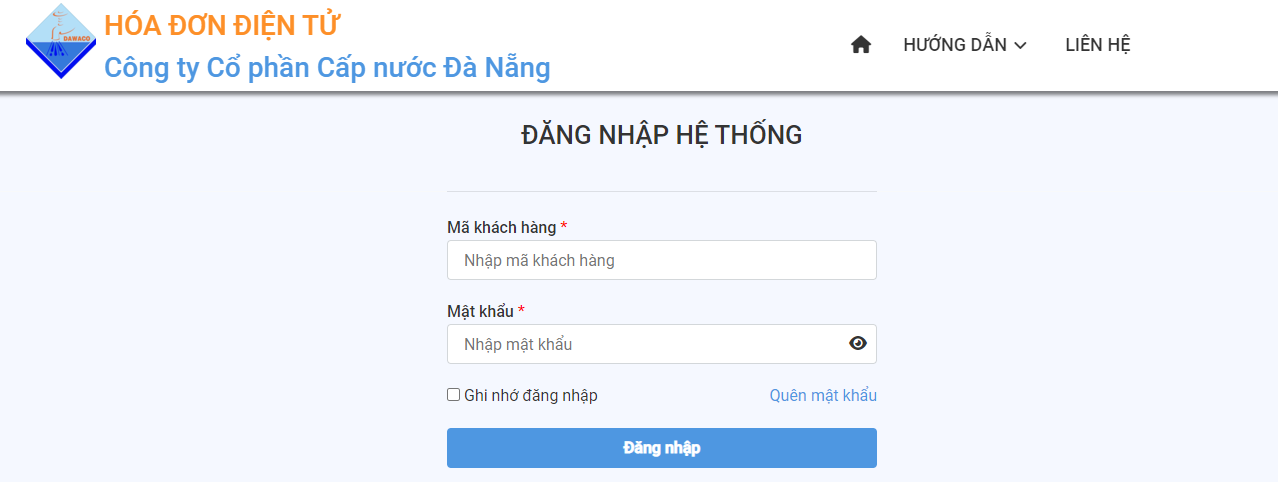 DAWACO
HÓA ĐƠN ĐIỆN TỬ
Công ty Cổ phần Cấp nước Đà Nẵng
HƯỚNG DẪN
LIÊN HỆ
ĐĂNG NHẬP HỆ THỐNG
Mã khách hàng *
Nhập mã khách hàng
Mật khẩu *
Nhập mật khẩu
Ghi nhớ đăng nhập
Quên mật khẩu
Đăng nhập